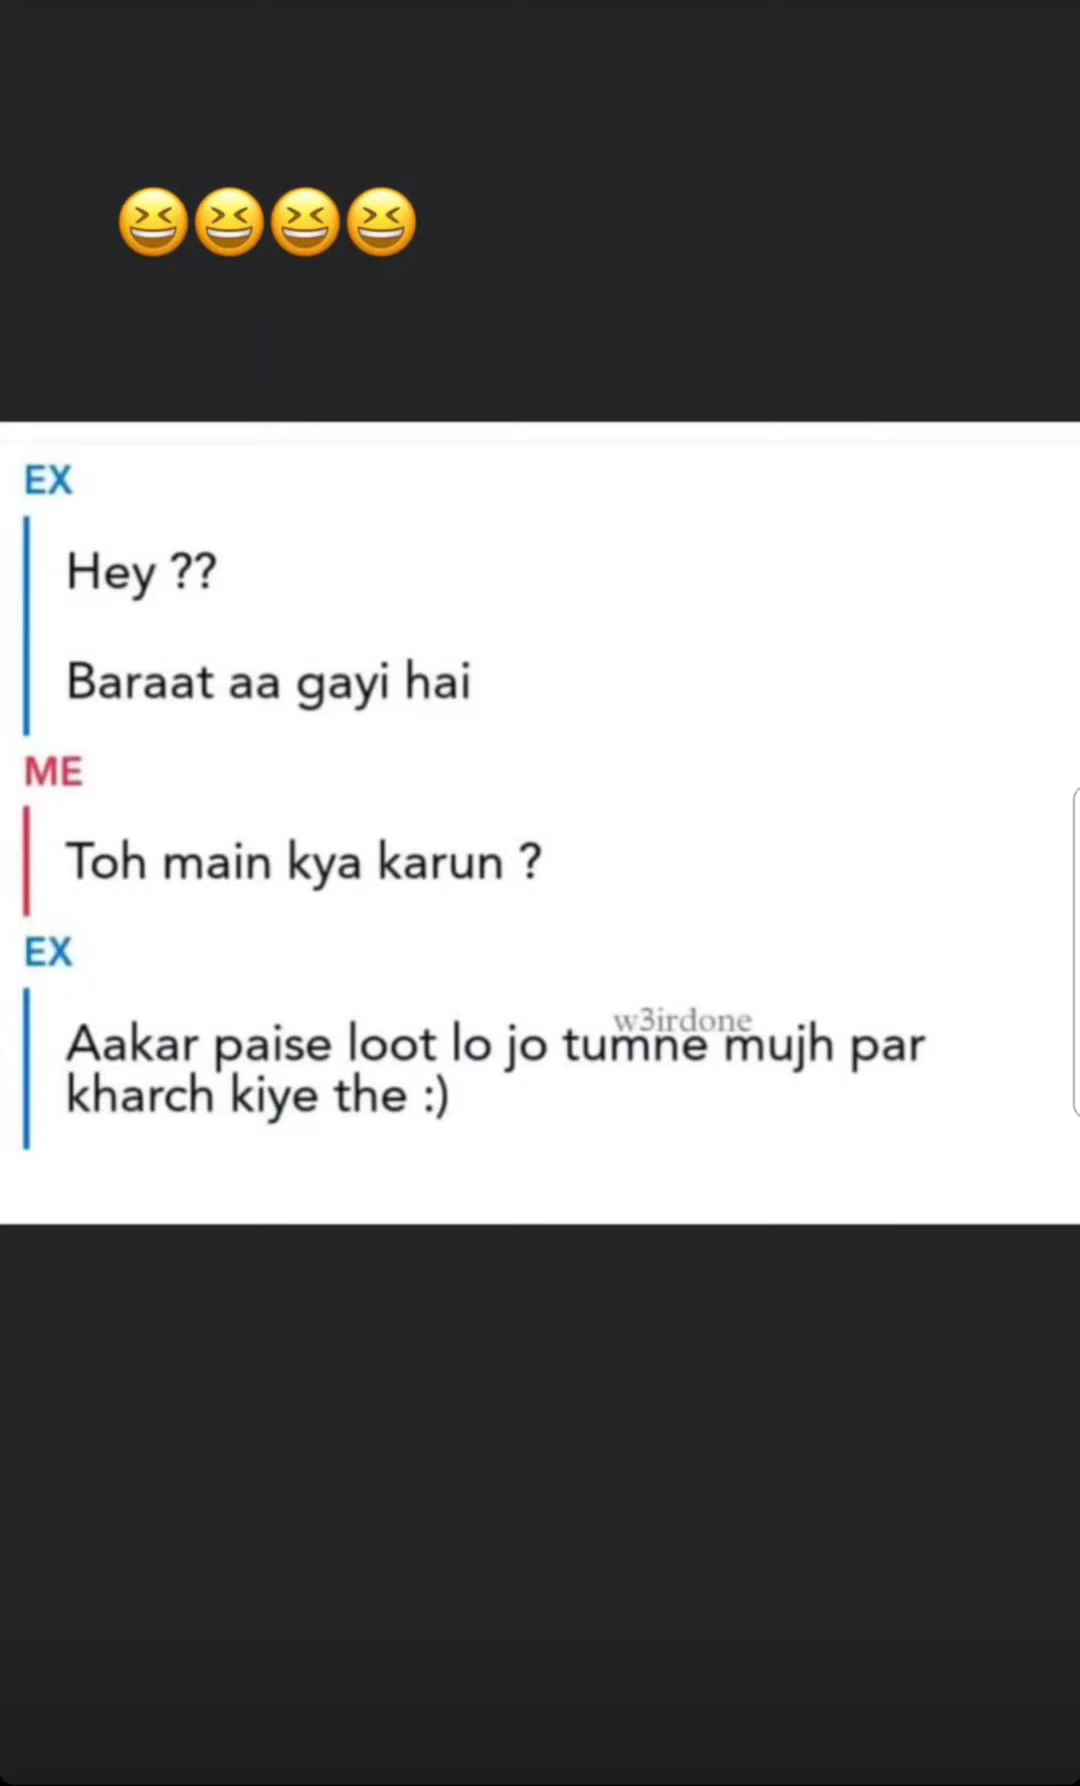 😆😆😆😆
EX
Hey ??
Baraat aa gayi hai
ME
Toh main kya karun ?
EX
w3irdone
Aakar paise loot lo jo tumne mujh par
kharch kiye the :)